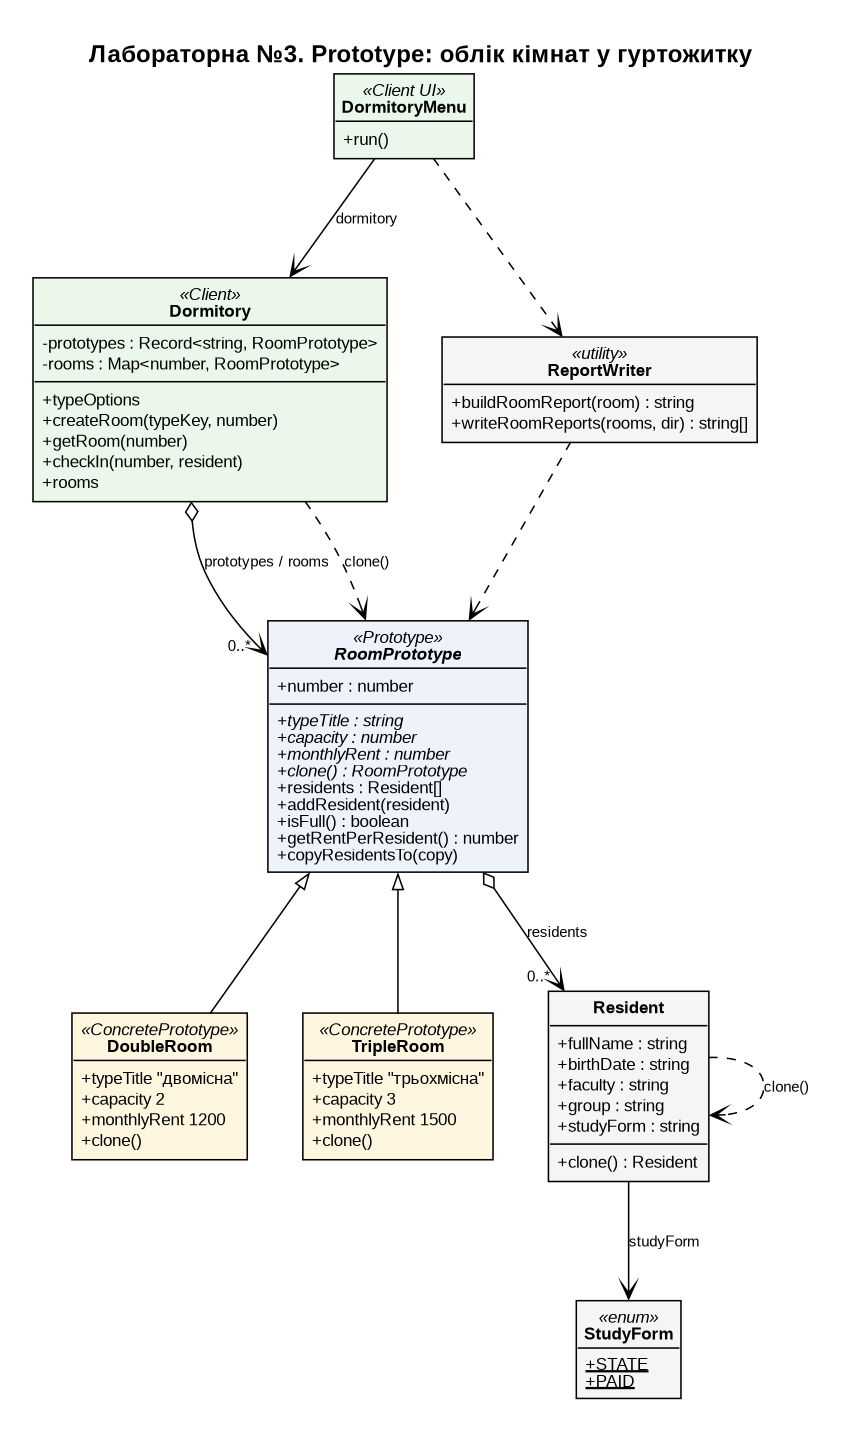 Лабораторна №3. Prototype: облік кімнат у гуртожитку
«Client UI»
DormitoryMenu
+run()
dormitory
«Client»
Dormitory
-prototypes : Record<string, RoomPrototype>
-rooms : Map<number, RoomPrototype>
+typeOptions
+createRoom(typeKey, number)
+getRoom(number)
+checkIn(number, resident)
+rooms
«utility»
ReportWriter
+buildRoomReport(room) : string
+writeRoomReports(rooms, dir) : string[]
prototypes / rooms
clone()
0..*
«Prototype»
RoomPrototype
+number : number
+typeTitle : string
+capacity : number
+monthlyRent : number
+clone() : RoomPrototype
+residents : Resident[]
+addResident(resident)
+isFull() : boolean
+getRentPerResident() : number
+copyResidentsTo(copy)
residents
0..*
«ConcretePrototype»
DoubleRoom
+typeTitle "двомісна"
+capacity 2
+monthlyRent 1200
+clone()
«ConcretePrototype»
TripleRoom
+typeTitle "трьохмісна"
+capacity 3
+monthlyRent 1500
+clone()
Resident
+fullName : string
+birthDate : string
+faculty : string
+group : string
+studyForm : string
+clone() : Resident
clone()
studyForm
«enum»
StudyForm
+STATE
+PAID